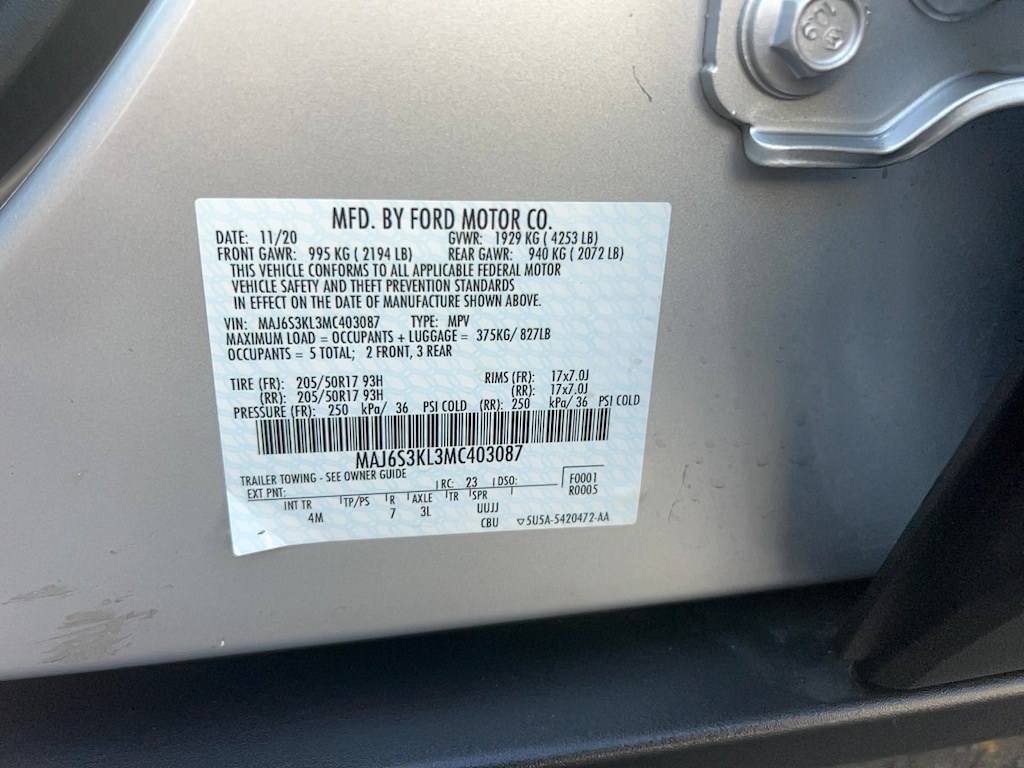 10.9
MFD. BY FORD MOTOR CO.
DATE: 11/20 GVWR: 1929 KG ( 4253 LB)
FRONT GAWR: 995 KG ( 2194 LB) REAR GAWR: 940 KG ( 2072 LB)
THIS VEHICLE CONFORMS TO ALL APPLICABLE FEDERAL MOTOR
VEHICLE SAFETY AND THEFT PREVENTION STANDARDS
IN EFFECT ON THE DATE OF MANUFACTURE SHOWN ABOVE.
VIN: MAJ6S3KL3MC403087 TYPE: MPV
MAXIMUM LOAD = OCCUPANTS + LUGGAGE = 375KG/ 827LB
OCCUPANTS = 5 TOTAL; 2 FRONT, 3 REAR
TIRE (FR): 205/50R17 93H RIMS (FR): 17x7.0J
(RR): 205/50R17 93H (RR): 17x7.0J
PRESSURE (FR): 250 kPa/ 36 PSI COLD (RR): 250 kPa/ 36 PSI COLD
MAJ6S3KL3MC403087
TRAILER TOWING - SEE OWNER GUIDE
EXT PNT: RC: 23 DSO: F0001
R0005
INT TR TP/PS R AXLE TR SPR
4M 7 3L UUJJ
CBU ▽5U5A-5420472-AA